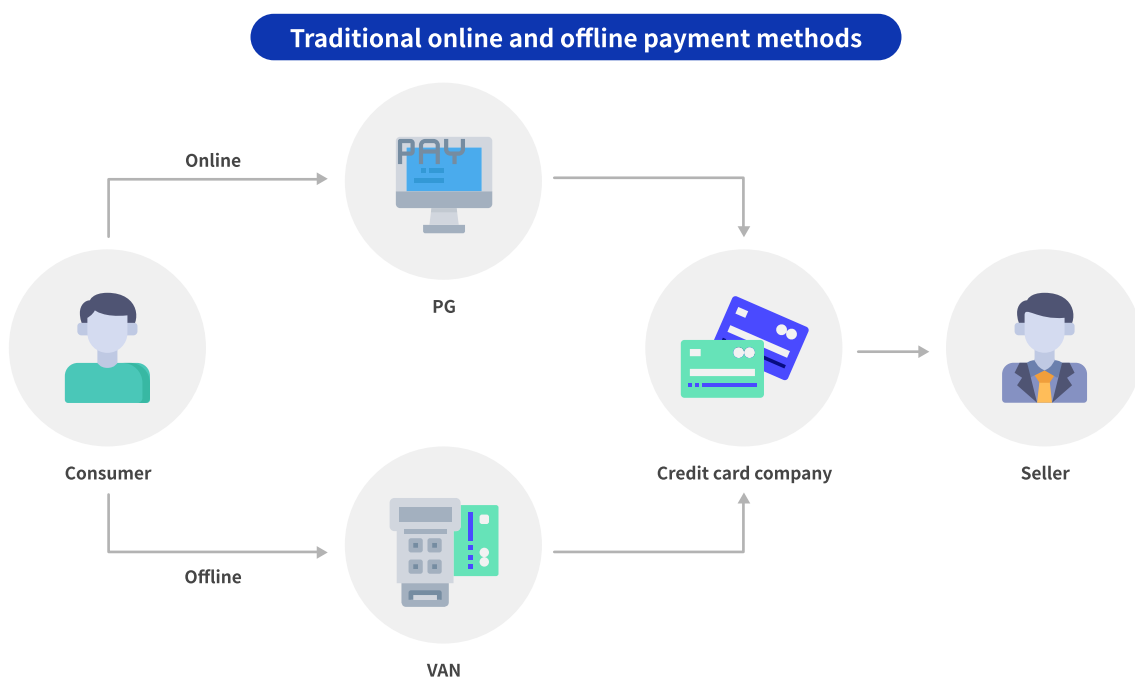 Traditional online and offline payment methods
Online
PAY
PG
Consumer
Credit card company
Seller
Offline
VAN